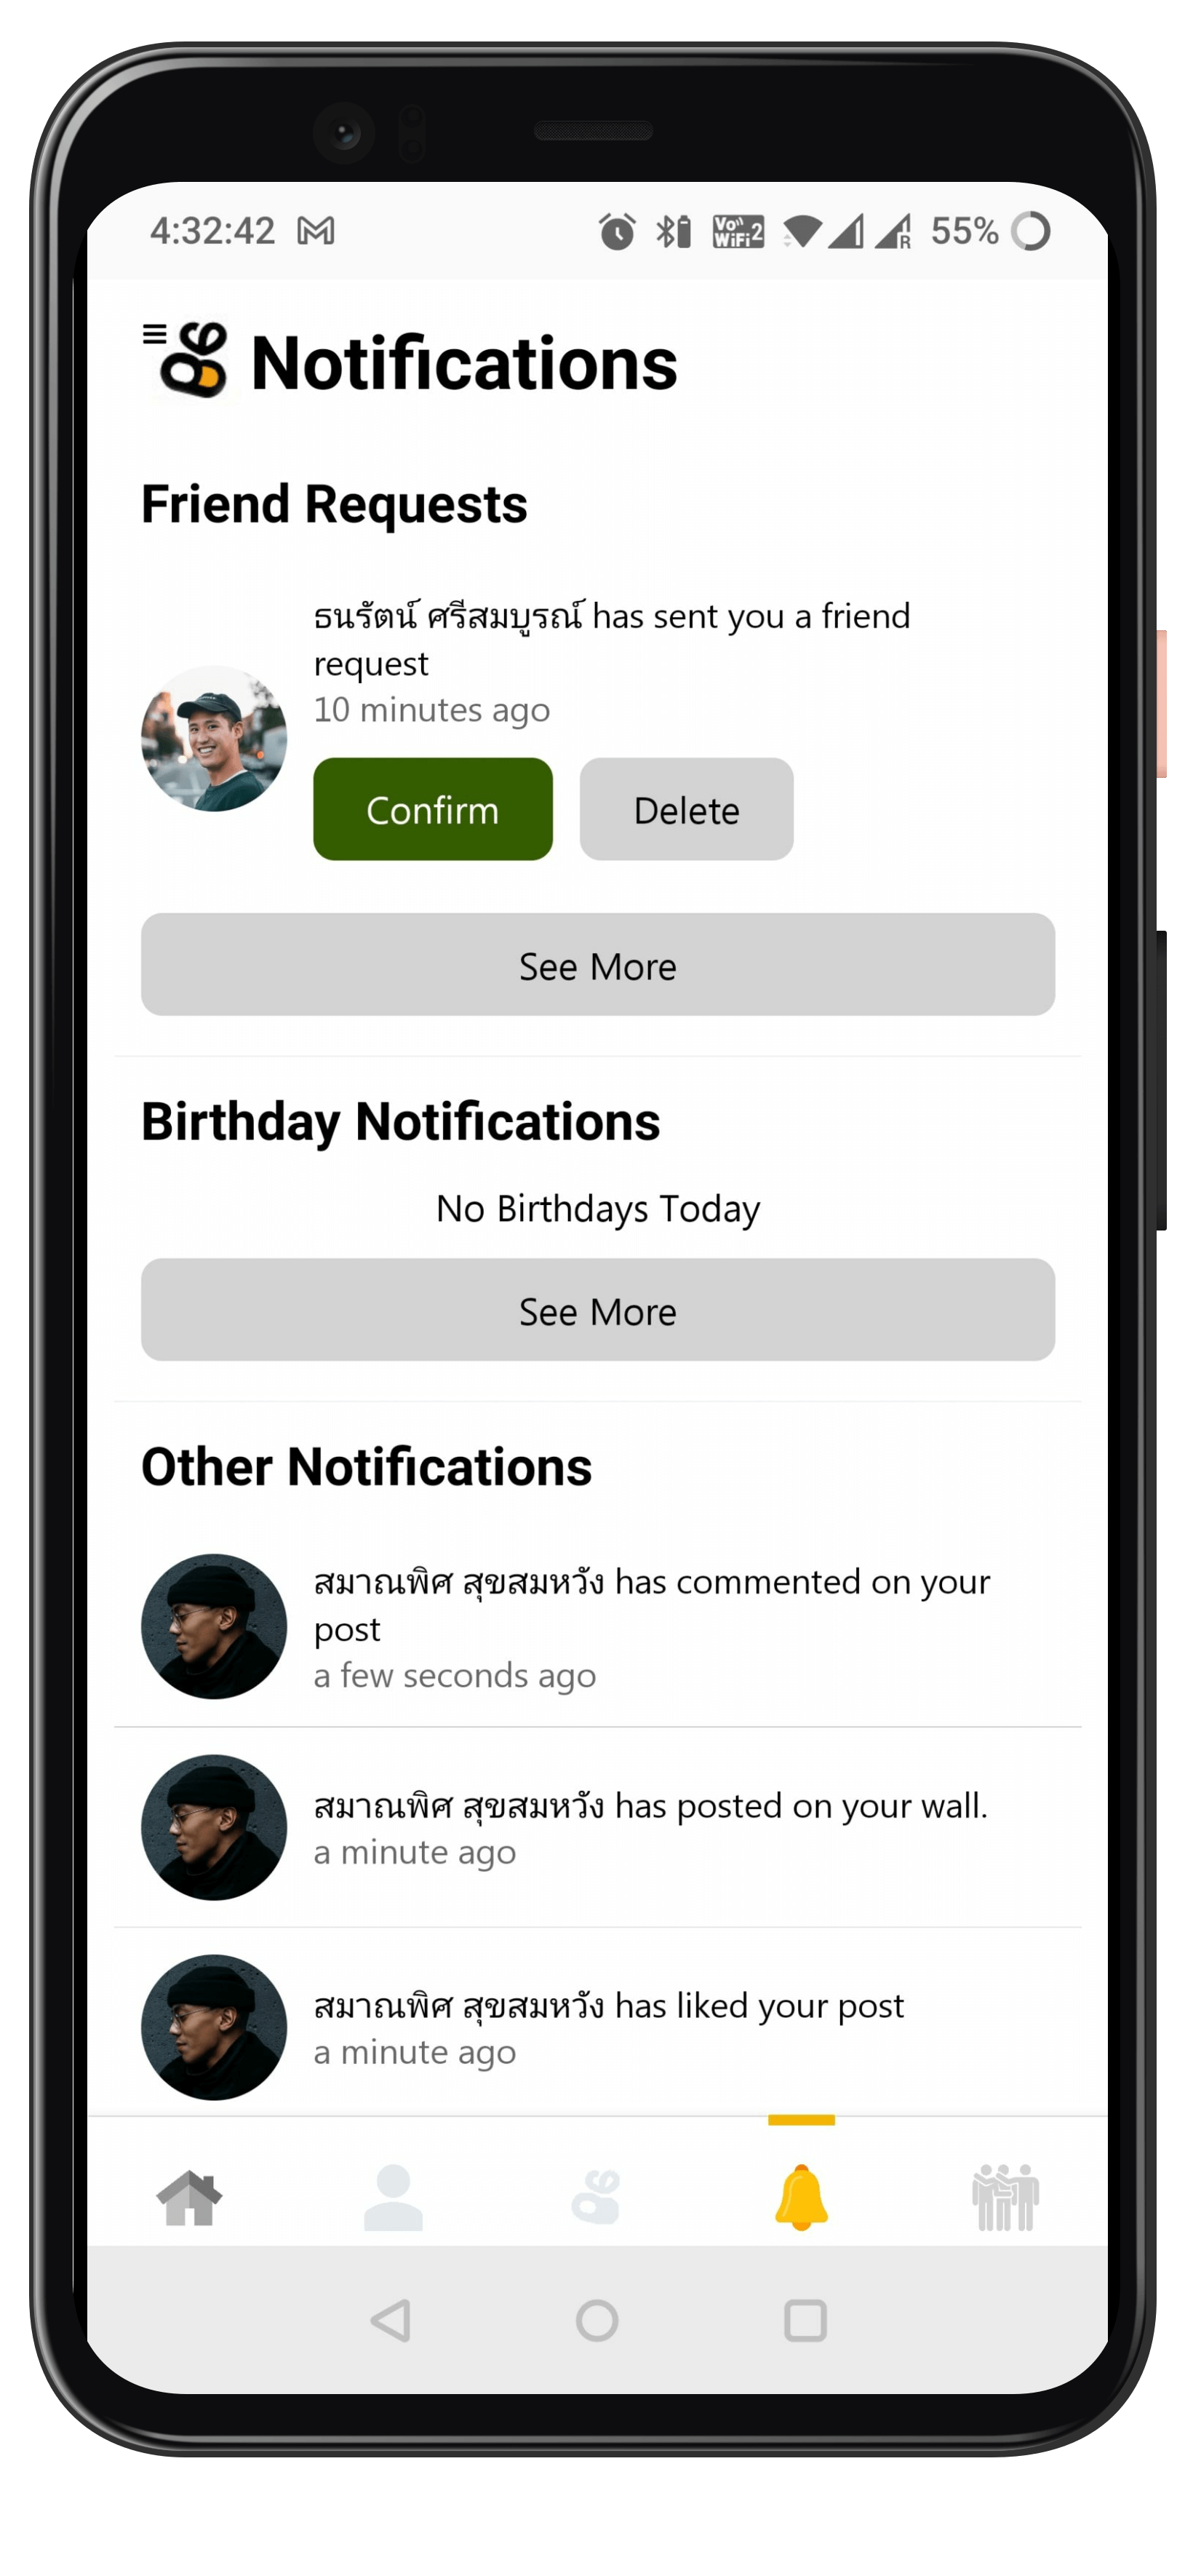 4:32:42
Vo))
WiFi 2
R
55%
Notifications
Friend Requests
ธนรัตน์ ศรีสมบูรณ์ has sent you a friend
request
10 minutes ago
Confirm
Delete
See More
Birthday Notifications
No Birthdays Today
See More
Other Notifications
สมาณพิศ สุขสมหวัง has commented on your
post
a few seconds ago
สมาณพิศ สุขสมหวัง has posted on your wall.
a minute ago
สมาณพิศ สุขสมหวัง has liked your post
a minute ago